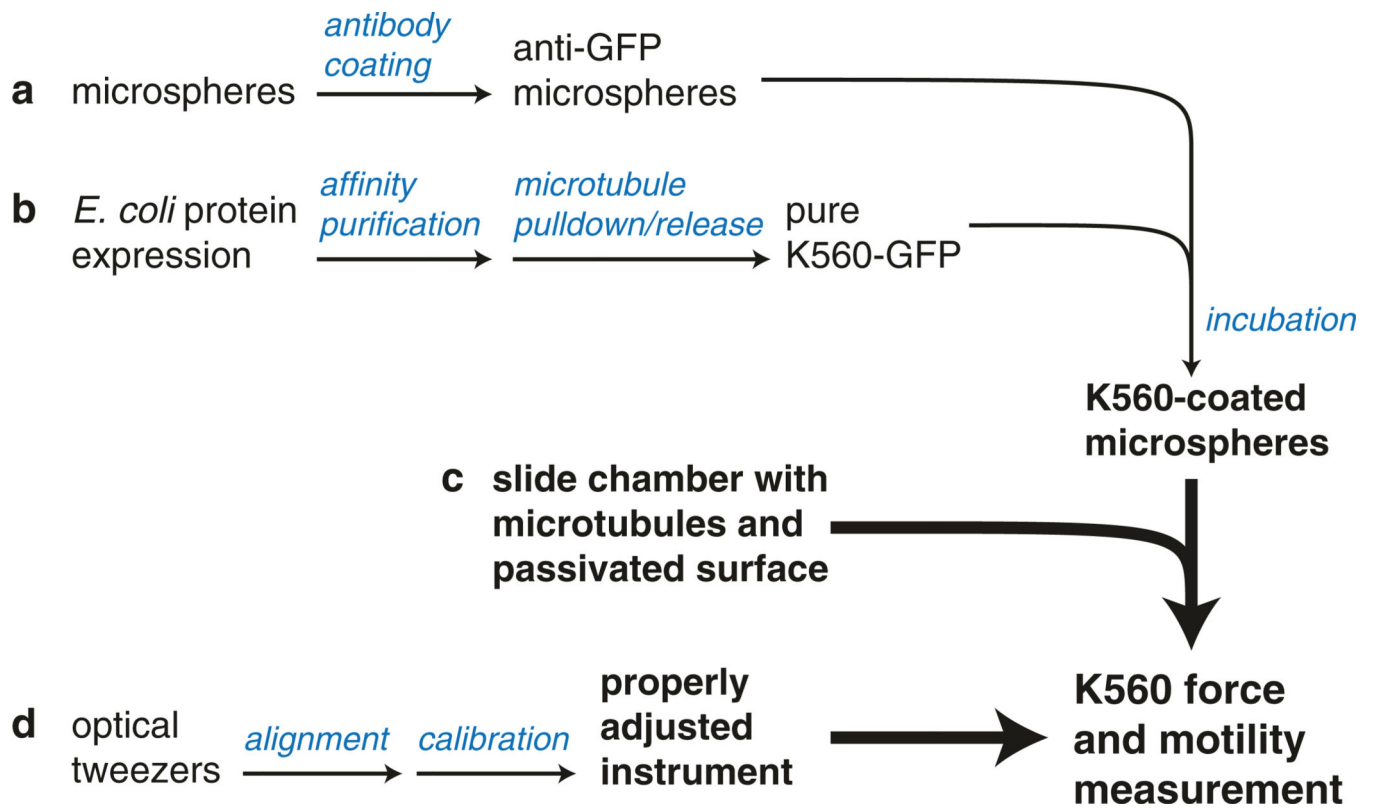 antibody
coating
a microspheres
anti-GFP
microspheres
b E. coli protein
expression
affinity
purification
microtubule
pulldown/release
pure
K560-GFP
incubation
K560-coated
microspheres
c slide chamber with
microtubules and
passivated surface
d optical
tweezers
alignment
calibration
properly
adjusted
instrument
K560 force
and motility
measurement